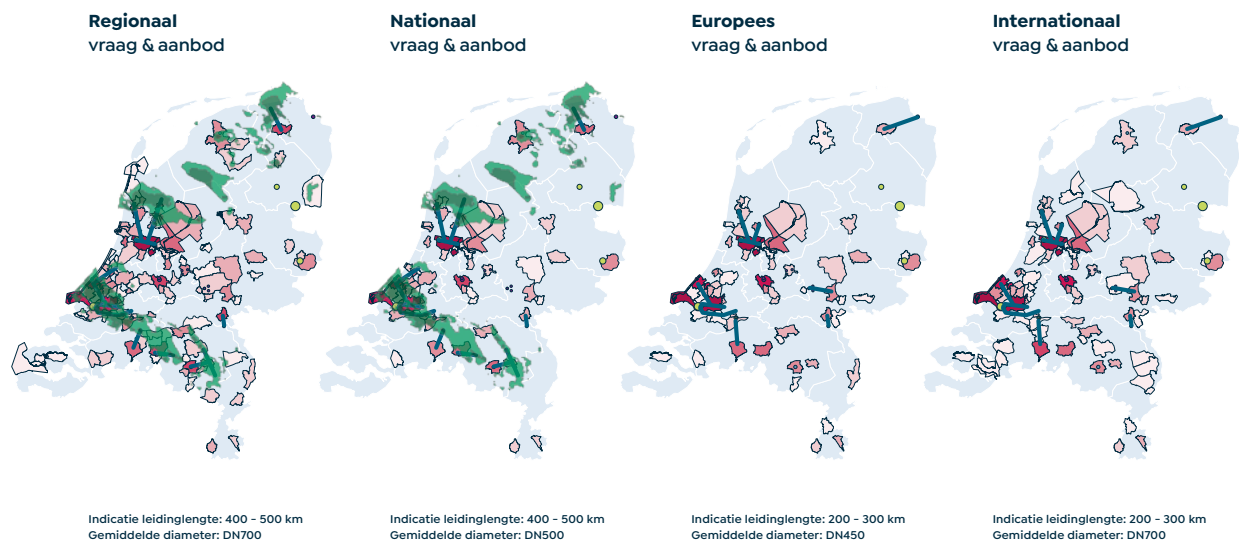 Regionaal
vraag & aanbod
Nationaal
vraag & aanbod
Europees
vraag & aanbod
Internationaal
vraag & aanbod
Indicatie leidinglengte: 400 - 500 km
Gemiddelde diameter: DN700
Indicatie leidinglengte: 400 - 500 km
Gemiddelde diameter: DN500
Indicatie leidinglengte: 200 - 300 km
Gemiddelde diameter: DN450
Indicatie leidinglengte: 200 - 300 km
Gemiddelde diameter: DN700